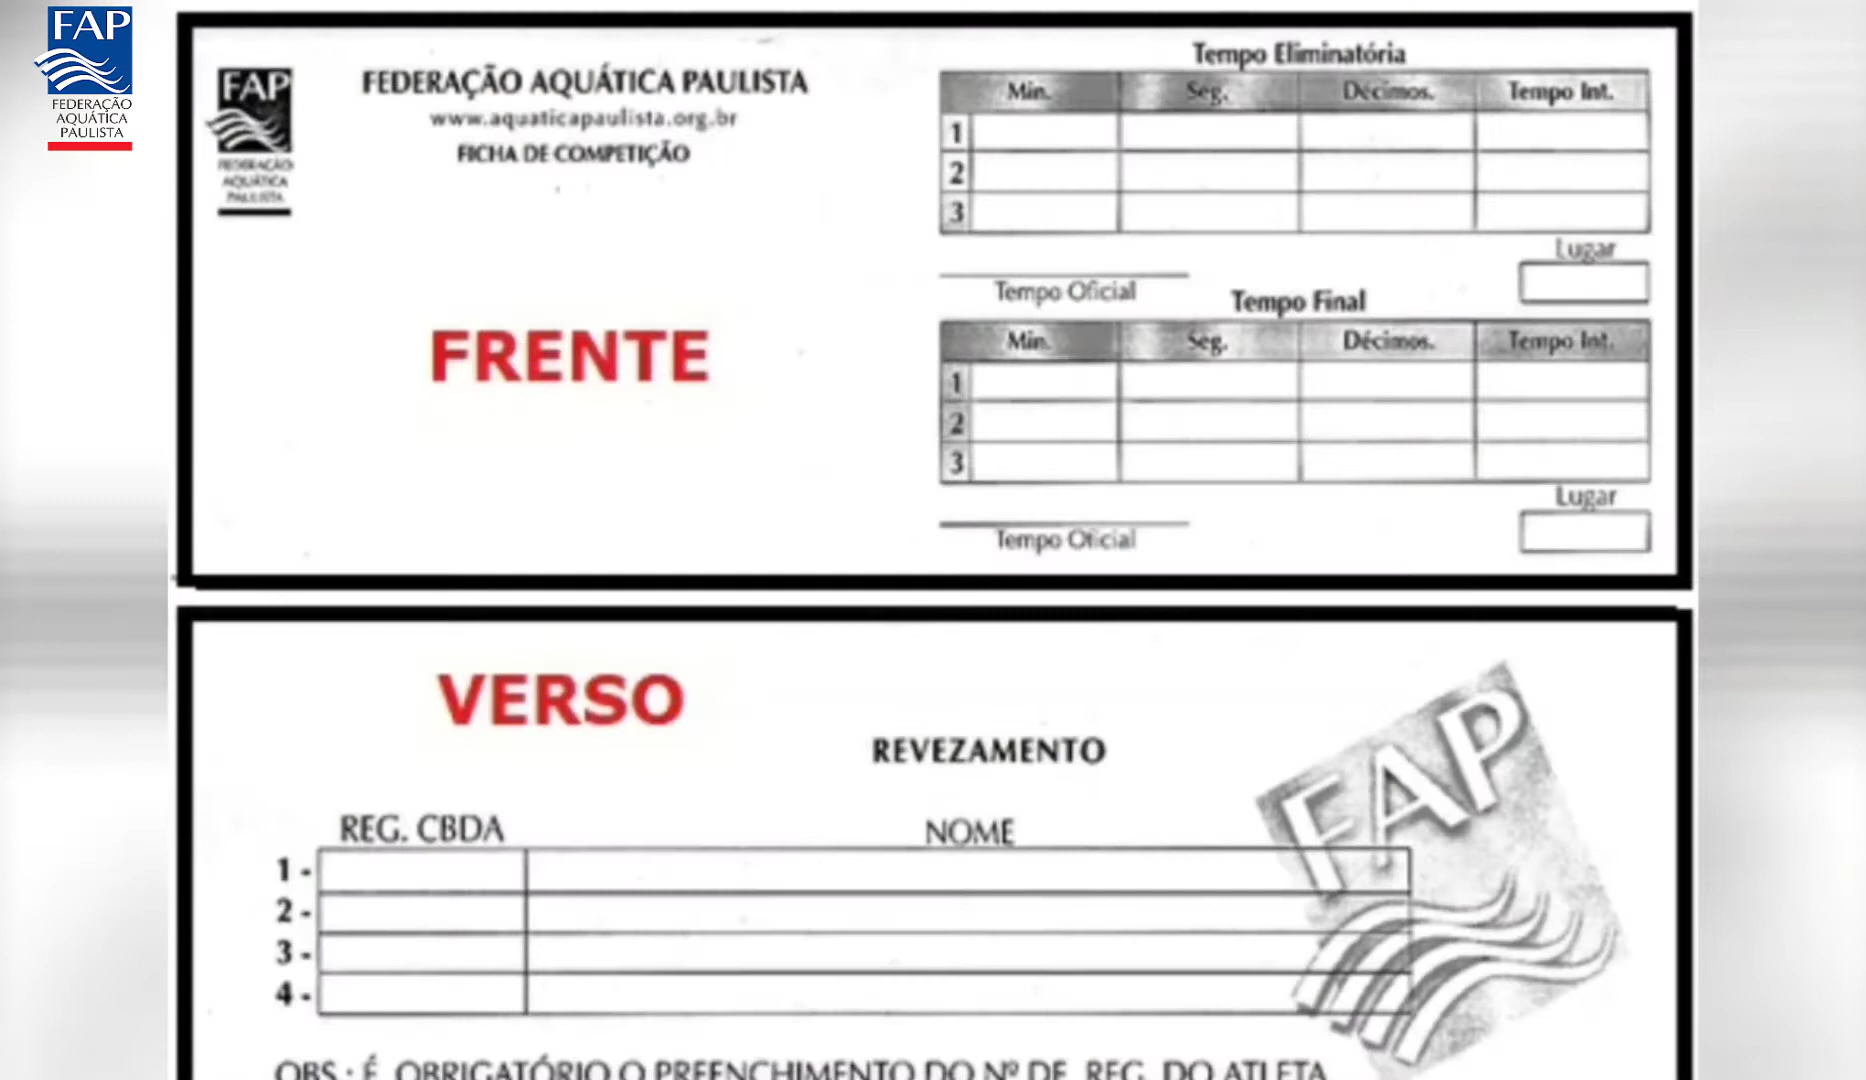 FAP
FEDERAÇÃO
AQUÁTICA
PAULISTA
FAP
FEDERAÇÃO
AQUÁTICA
PAULISTA
FEDERAÇÃO AQUÁTICA PAULISTA
www.aquaticapaulista.org.br
FICHA DE COMPETIÇÃO
FRENTE
Tempo Eliminatória
Min. Seg. Décimos. Tempo Int.
1
2
3
Lugar
Tempo Oficial
Tempo Final
Min. Seg. Décimos. Tempo Int.
1
2
3
Lugar
Tempo Oficial
VERSO
REVEZAMENTO
FAP
REG. CBDA NOME
1 -
2 -
3 -
4 -
OBS.: É OBRIGATÓRIO O PREENCHIMENTO DO Nº DE REG. DO ATLETA